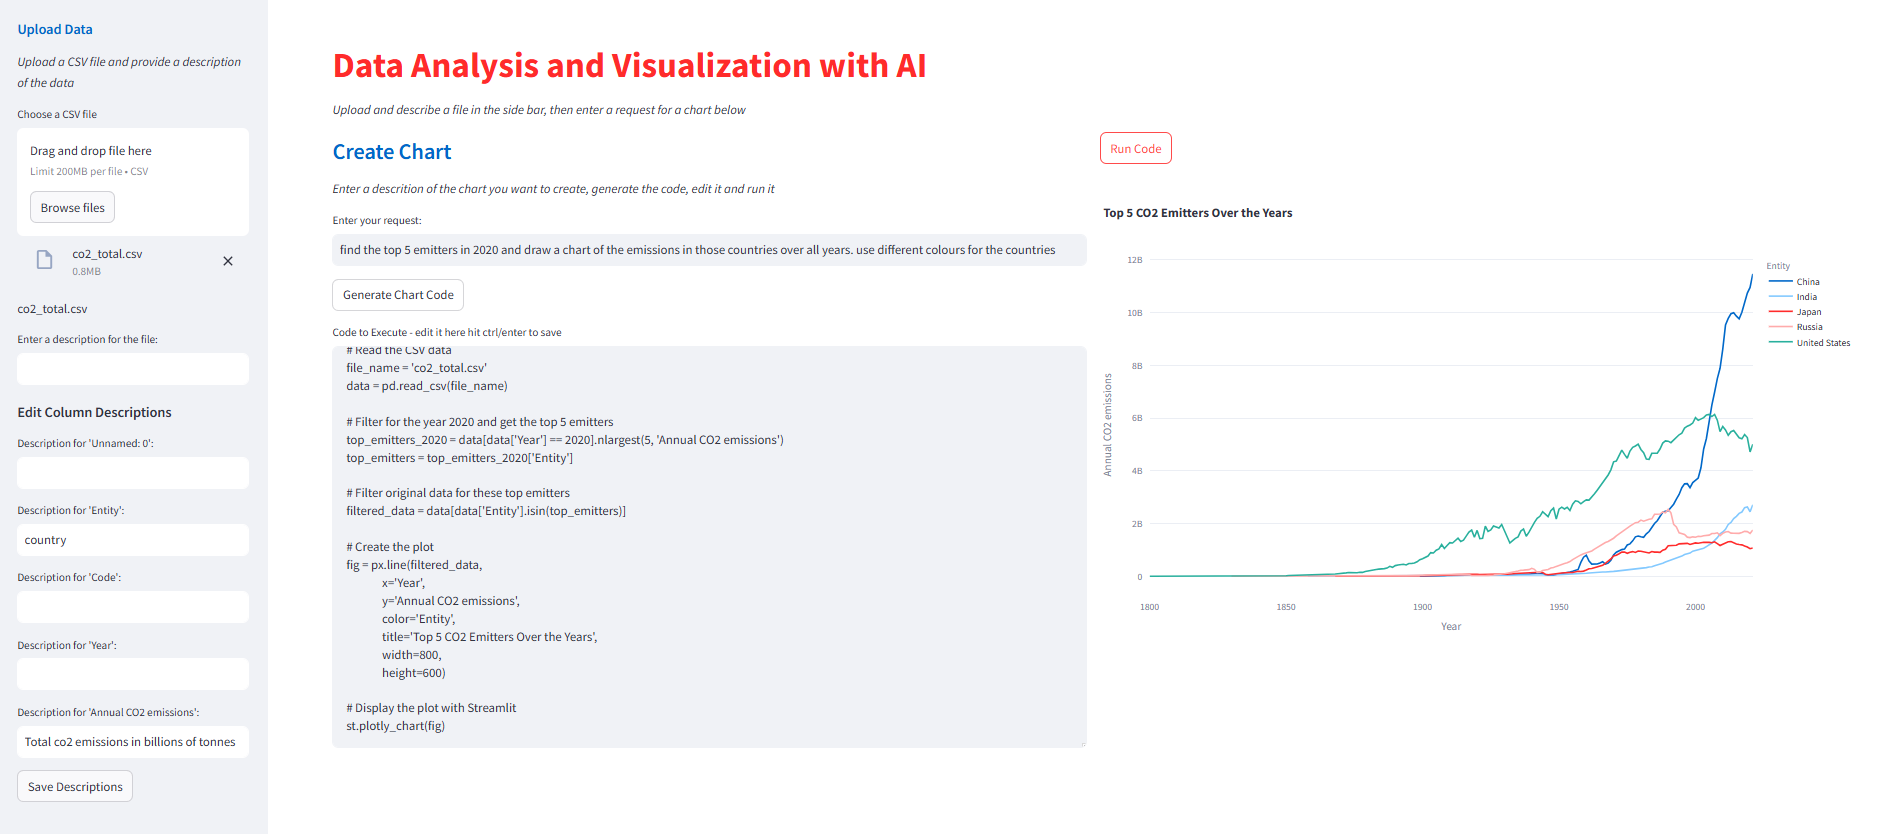 Upload Data
Upload a CSV file and provide a description
of the data
Choose a CSV file
Drag and drop file here
Limit 200MB per file • CSV
Browse files
co2_total.csv
0.8MB
co2_total.csv
Enter a description for the file:
Edit Column Descriptions
Description for 'Unnamed: 0':
Description for 'Entity':
country
Description for 'Code':
Description for 'Year':
Description for 'Annual CO2 emissions':
Total co2 emissions in billions of tonnes
Save Descriptions
Data Analysis and Visualization with AI
Upload and describe a file in the side bar, then enter a request for a chart below
Create Chart
Enter a descrition of the chart you want to create, generate the code, edit it and run it
Enter your request:
find the top 5 emitters in 2020 and draw a chart of the emissions in those countries over all years. use different colours for the countries
Generate Chart Code
Code to Execute - edit it here hit ctrl/enter to save
# Read the CSV data
file_name = 'co2_total.csv'
data = pd.read_csv(file_name)
# Filter for the year 2020 and get the top 5 emitters
top_emitters_2020 = data[data['Year'] == 2020].nlargest(5, 'Annual CO2 emissions')
top_emitters = top_emitters_2020['Entity']
# Filter original data for these top emitters
filtered_data = data[data['Entity'].isin(top_emitters)]
# Create the plot
fig = px.line(filtered_data,
x='Year',
y='Annual CO2 emissions',
color='Entity',
title='Top 5 CO2 Emitters Over the Years',
width=800,
height=600)
# Display the plot with Streamlit
st.plotly_chart(fig)
Run Code
Top 5 CO2 Emitters Over the Years
12B
10B
8B
6B
4B
2B
0
Annual CO2 emissions
1800
1850
1900
1950
2000
Year
Entity
China
India
Japan
Russia
United States